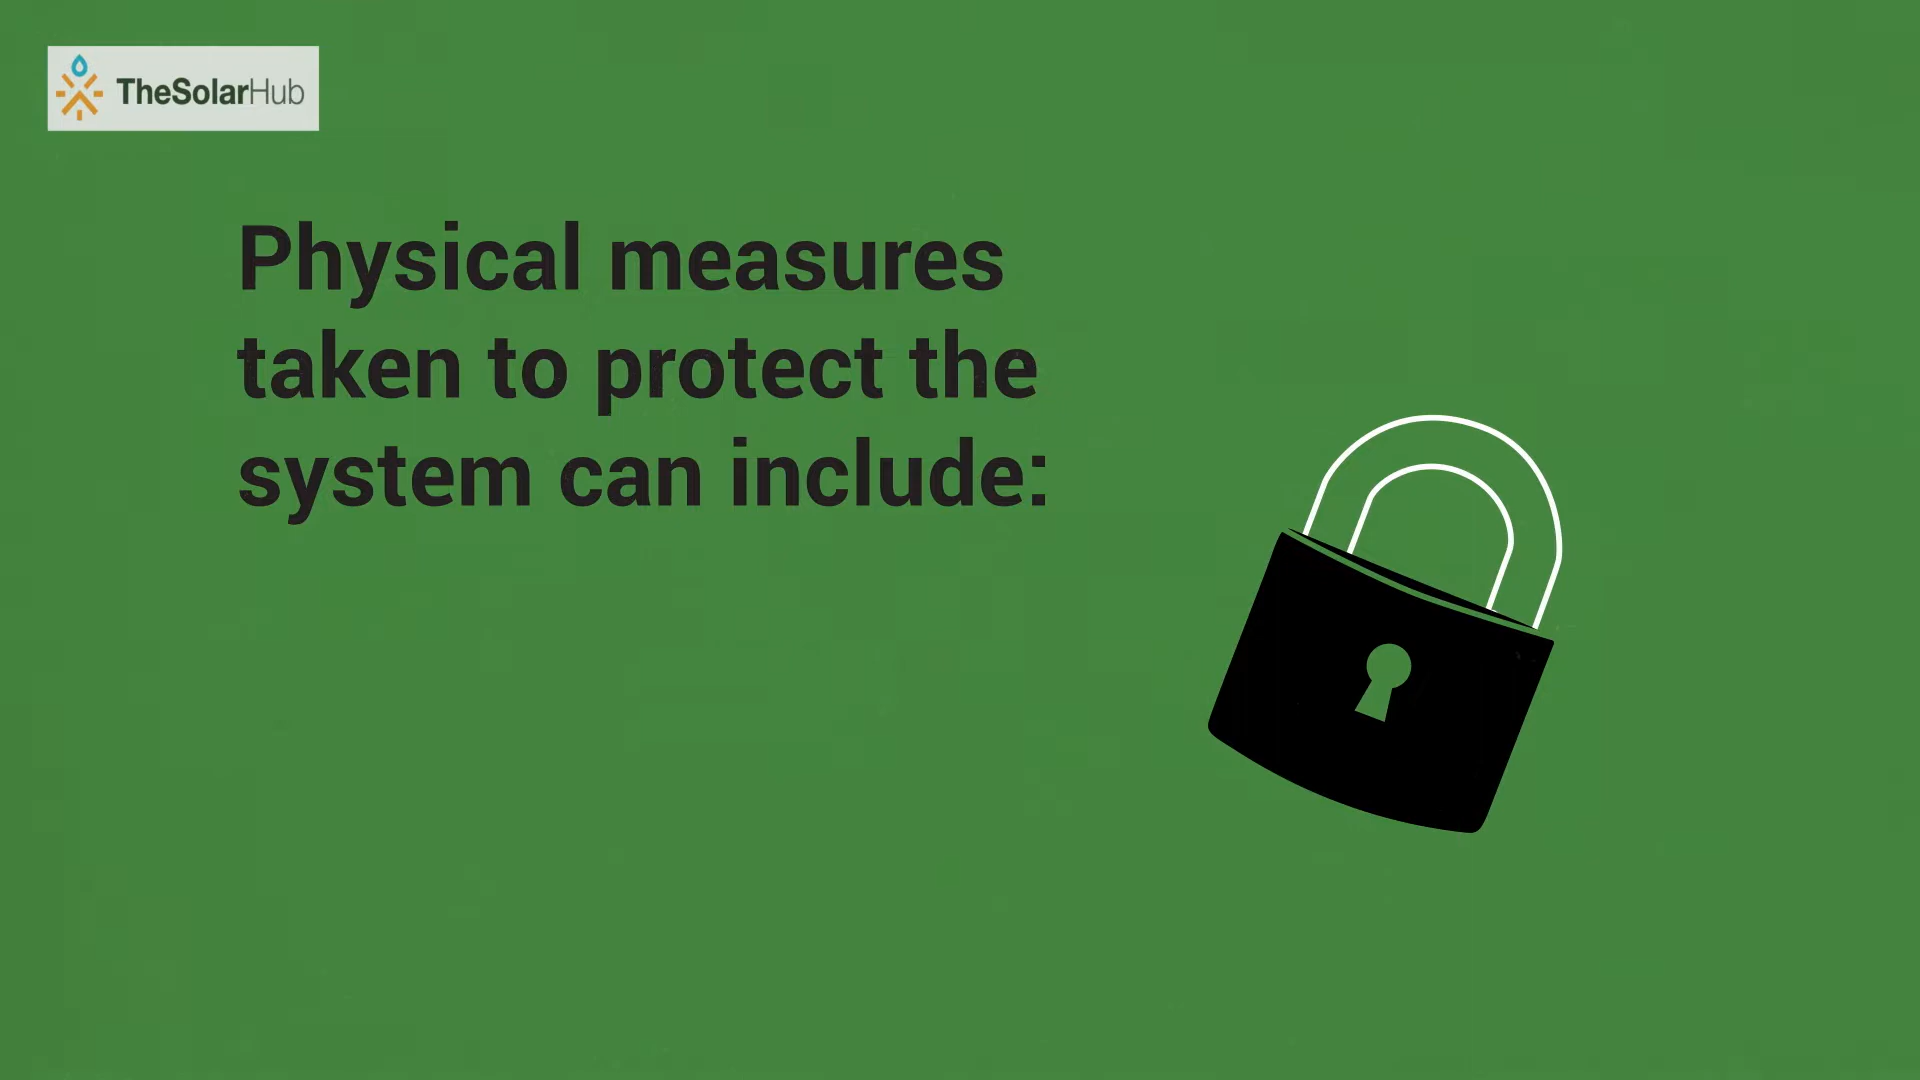 TheSolarHub
Physical measures
taken to protect the
system can include: